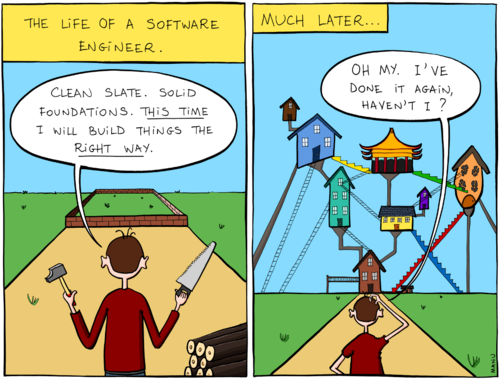 THE LIFE OF A SOFTWARE
ENGINEER.
CLEAN SLATE. SOLID
FOUNDATIONS. THIS TIME
I WILL BUILD THINGS THE
RIGHT WAY.
MUCH LATER...
OH MY. I'VE
DONE IT AGAIN,
HAVEN'T I ?
MANU